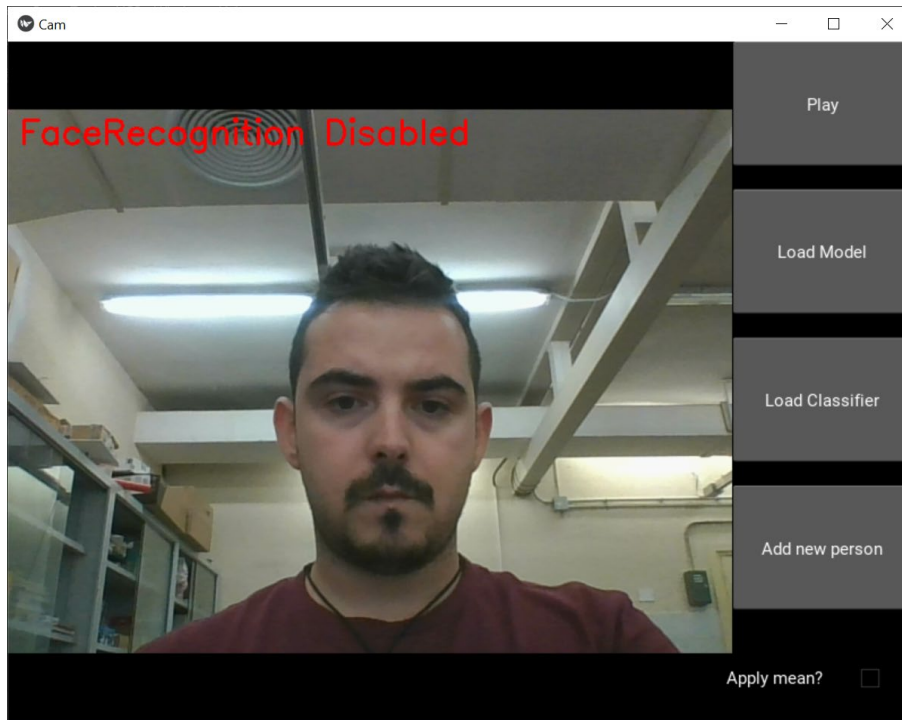 Cam
FaceRecognition Disabled
Play
Load Model
Load Classifier
Add new person
Apply mean?